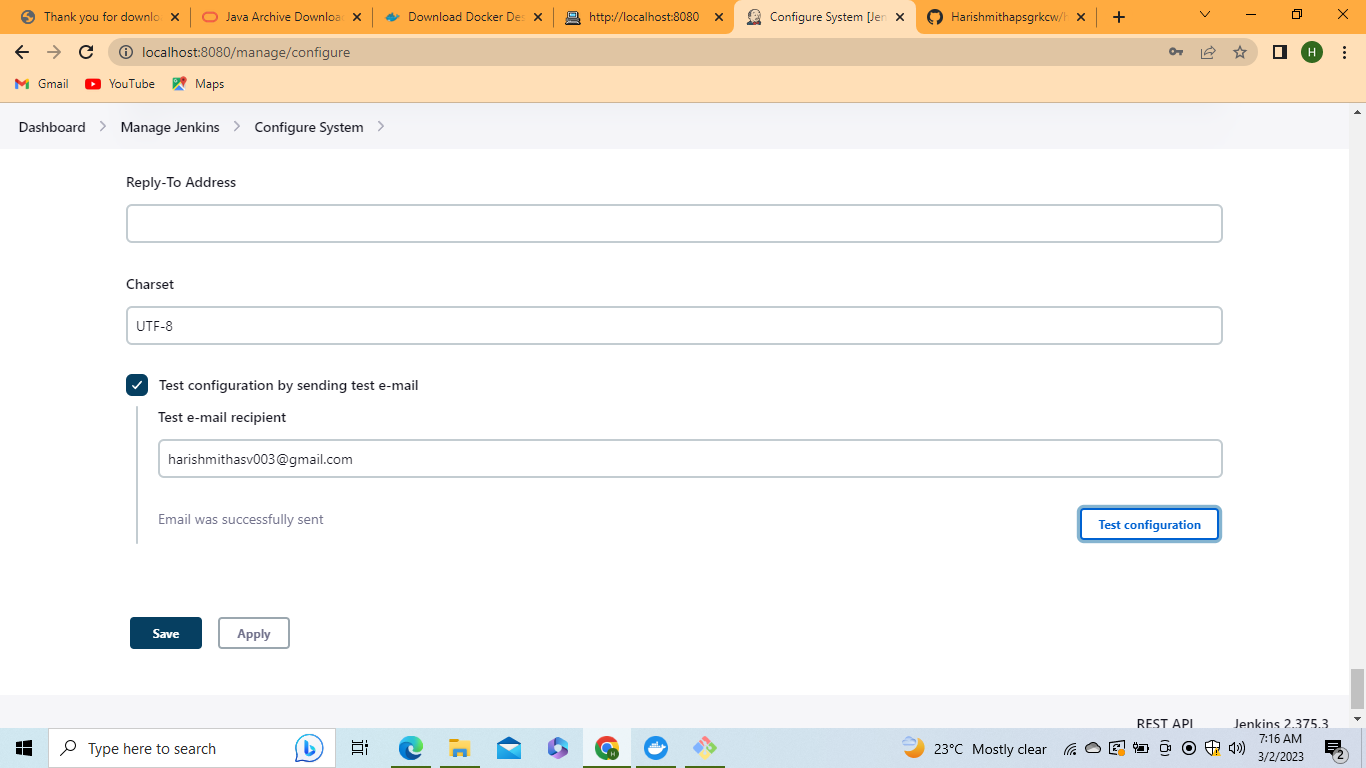 Thank you for downlo
Java Archive Downloa
Download Docker Des
http://localhost:8080
Configure System [Jen
Harishmithapsgrkcw/h
localhost:8080/manage/configure
H
Gmail
YouTube
Maps
Dashboard
Manage Jenkins
Configure System
Reply-To Address
Charset
UTF-8
Test configuration by sending test e-mail
Test e-mail recipient
harishmithasv003@gmail.com
Email was successfully sent
Test configuration
Save
Apply
REST API
Jenkins 2.375.3
Type here to search
23°C Mostly clear
7:16 AM
3/2/2023
2